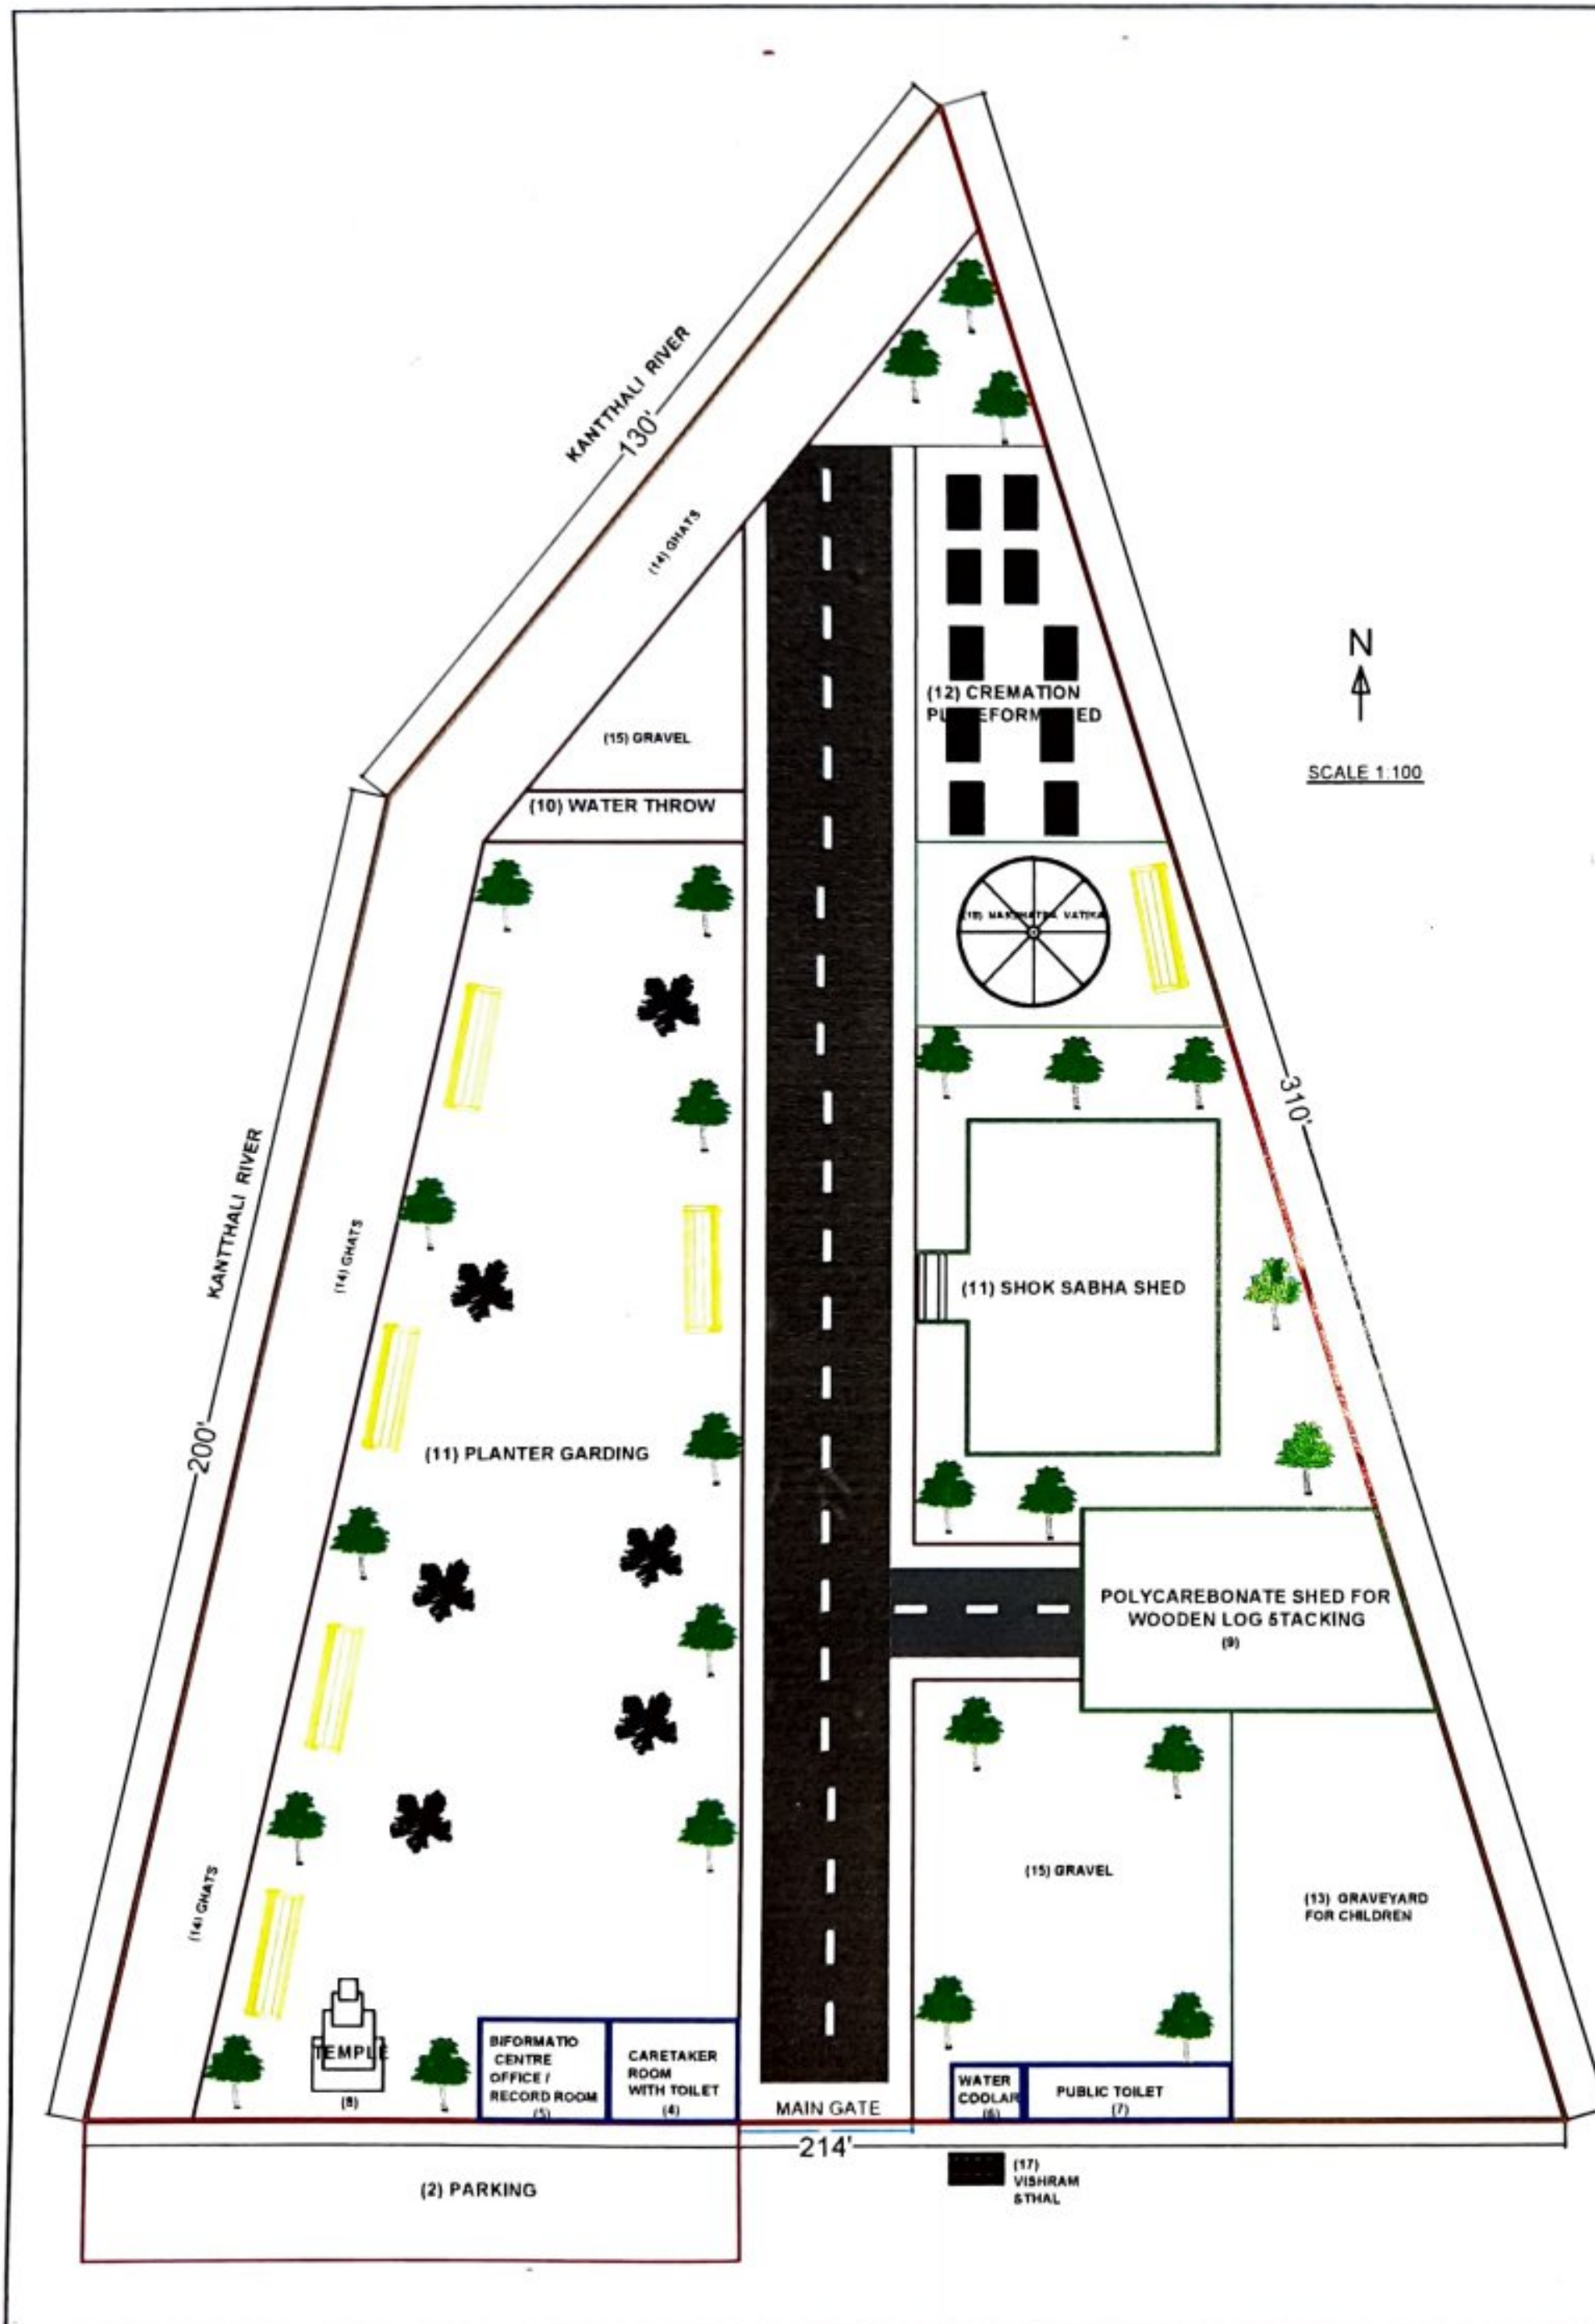 KANTTHALI RIVER
130'
(14) GHATS
N
SCALE 1:100
(12) CREMATION
(15) GRAVEL
(10) WATER THROW
VATIKA
KANTTHALI RIVER
200'
(14) GHATS
310'
(11) SHOK SABHA SHED
(11) PLANTER GARDING
POLYCAREBONATE SHED FOR
WOODEN LOG STACKING
(9)
(14) GHATS
(15) GRAVEL
(13) GRAVEYARD
FOR CHILDREN
TEMPLE
(8)
BIFORMATIO
CENTRE
OFFICE /
RECORD ROOM
(5)
CARETAKER
ROOM
WITH TOILET
(4)
MAIN GATE
WATER
COOLAR
(6)
PUBLIC TOILET
(7)
214'
(2) PARKING
(17)
VISHRAM
STHAL